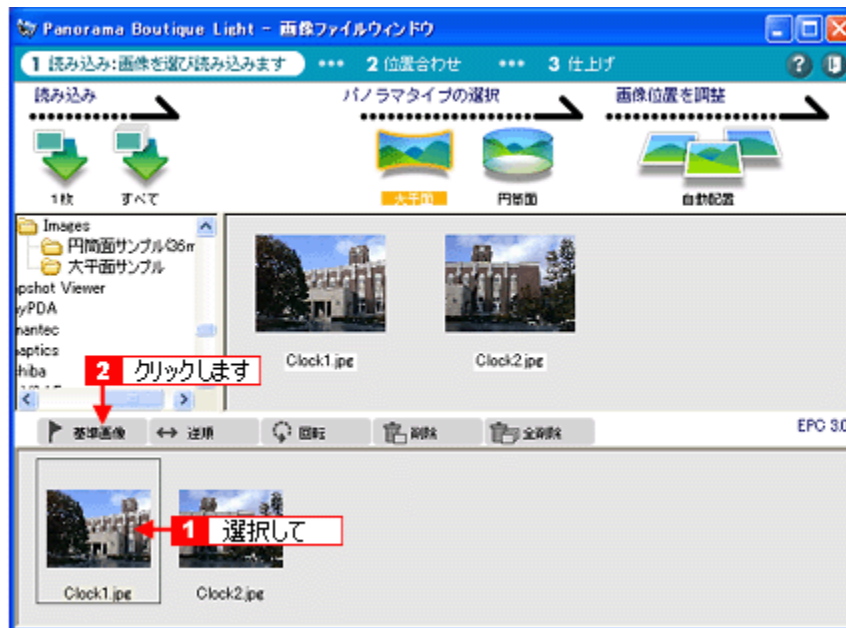 Panorama Boutique Light - 画像ファイルウィンドウ
1 読み込み:画像を選び読み込みます ••• 2 位置合わせ ••• 3 仕上げ ?
読み込み パノラマタイプの選択 画像位置を調整
1枚 すべて 大平面 円筒面 自動配置
Images
円筒面サンプル(36m
大平面サンプル
pshot Viewer
yPDA
mantec
aptics
hiba
Clock1.jpg Clock2.jpg
2 クリックします
基準画像 逆順 回転 削除 全削除 EPC 3.0
1 選択して
Clock1.jpg Clock2.jpg